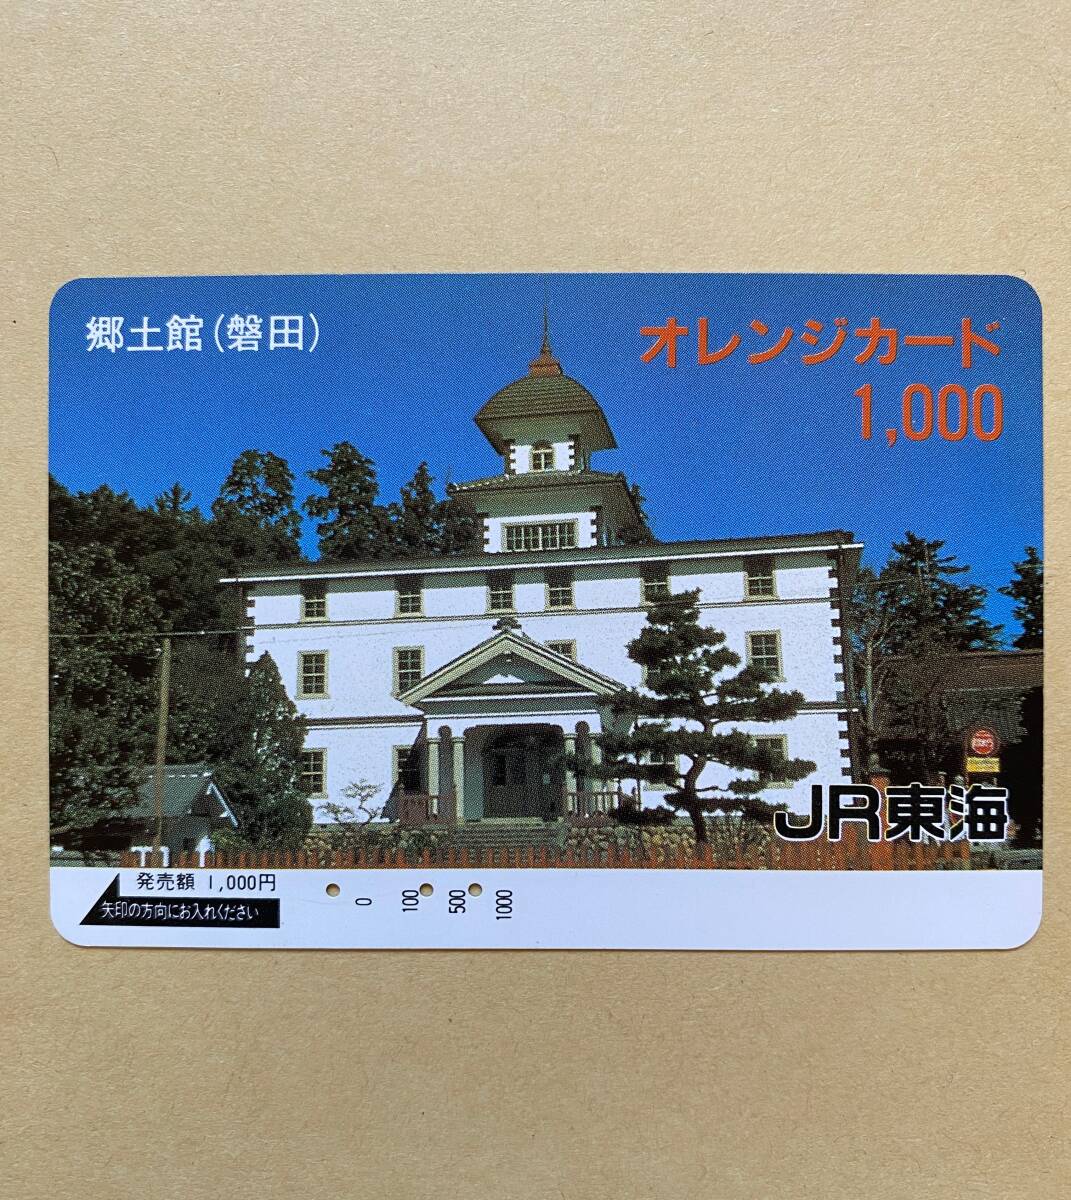 郷土館(磐田)
オレンジカード
1,000
JR東海
発売額 1,000円
矢印の方向にお入れください
0
100
500
1000